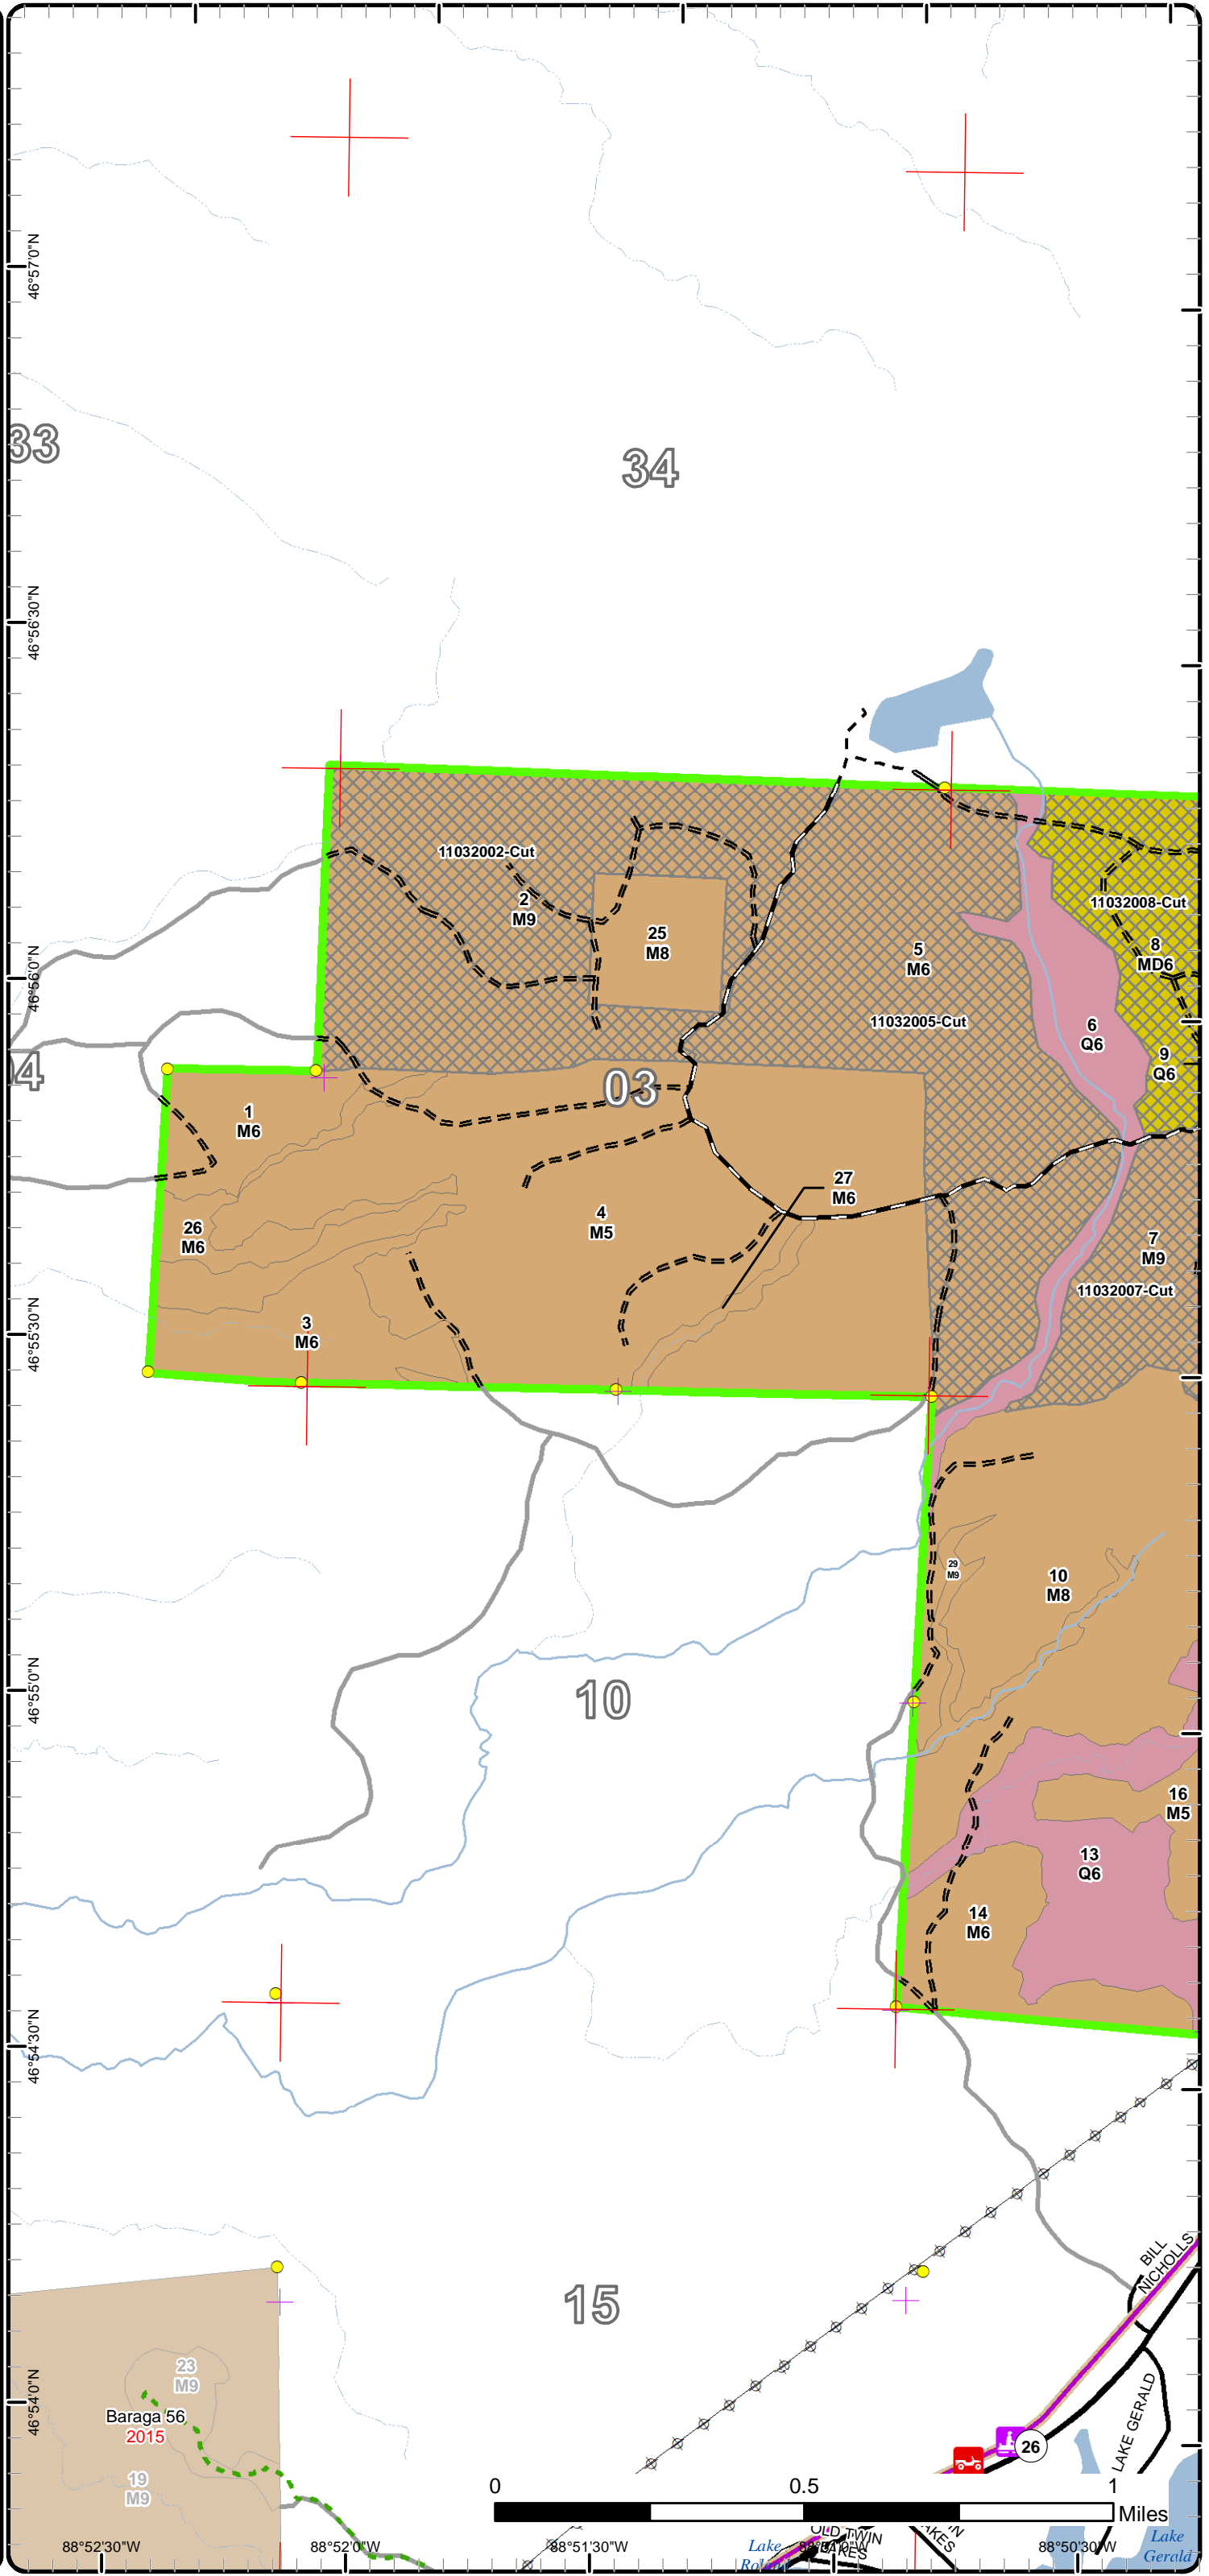 46°57'0"N
33
34
46°56'30"N
11032002-Cut
2
M9
25
M8
5
M6
11032005-Cut
11032008-Cut
8
MD6
6
Q6
9
Q6
46°56'0"N
03
1
M6
26
M6
4
M5
27
M6
7
M9
11032007-Cut
3
M6
46°55'30"N
29
M9
10
M8
46°55'0"N
10
16
M5
13
Q6
14
M6
46°54'30"N
BILL
NICHOLLS
15
23
M9
Baraga 56
2015
19
M9
46°54'0"N
LAKE GERALD
26
0
0.5
1
Miles
OLD TWIN
LAKES
Lake
Lake
Gerald
88°52'30"W
88°52'0"W
88°51'30"W
88°50'30"W